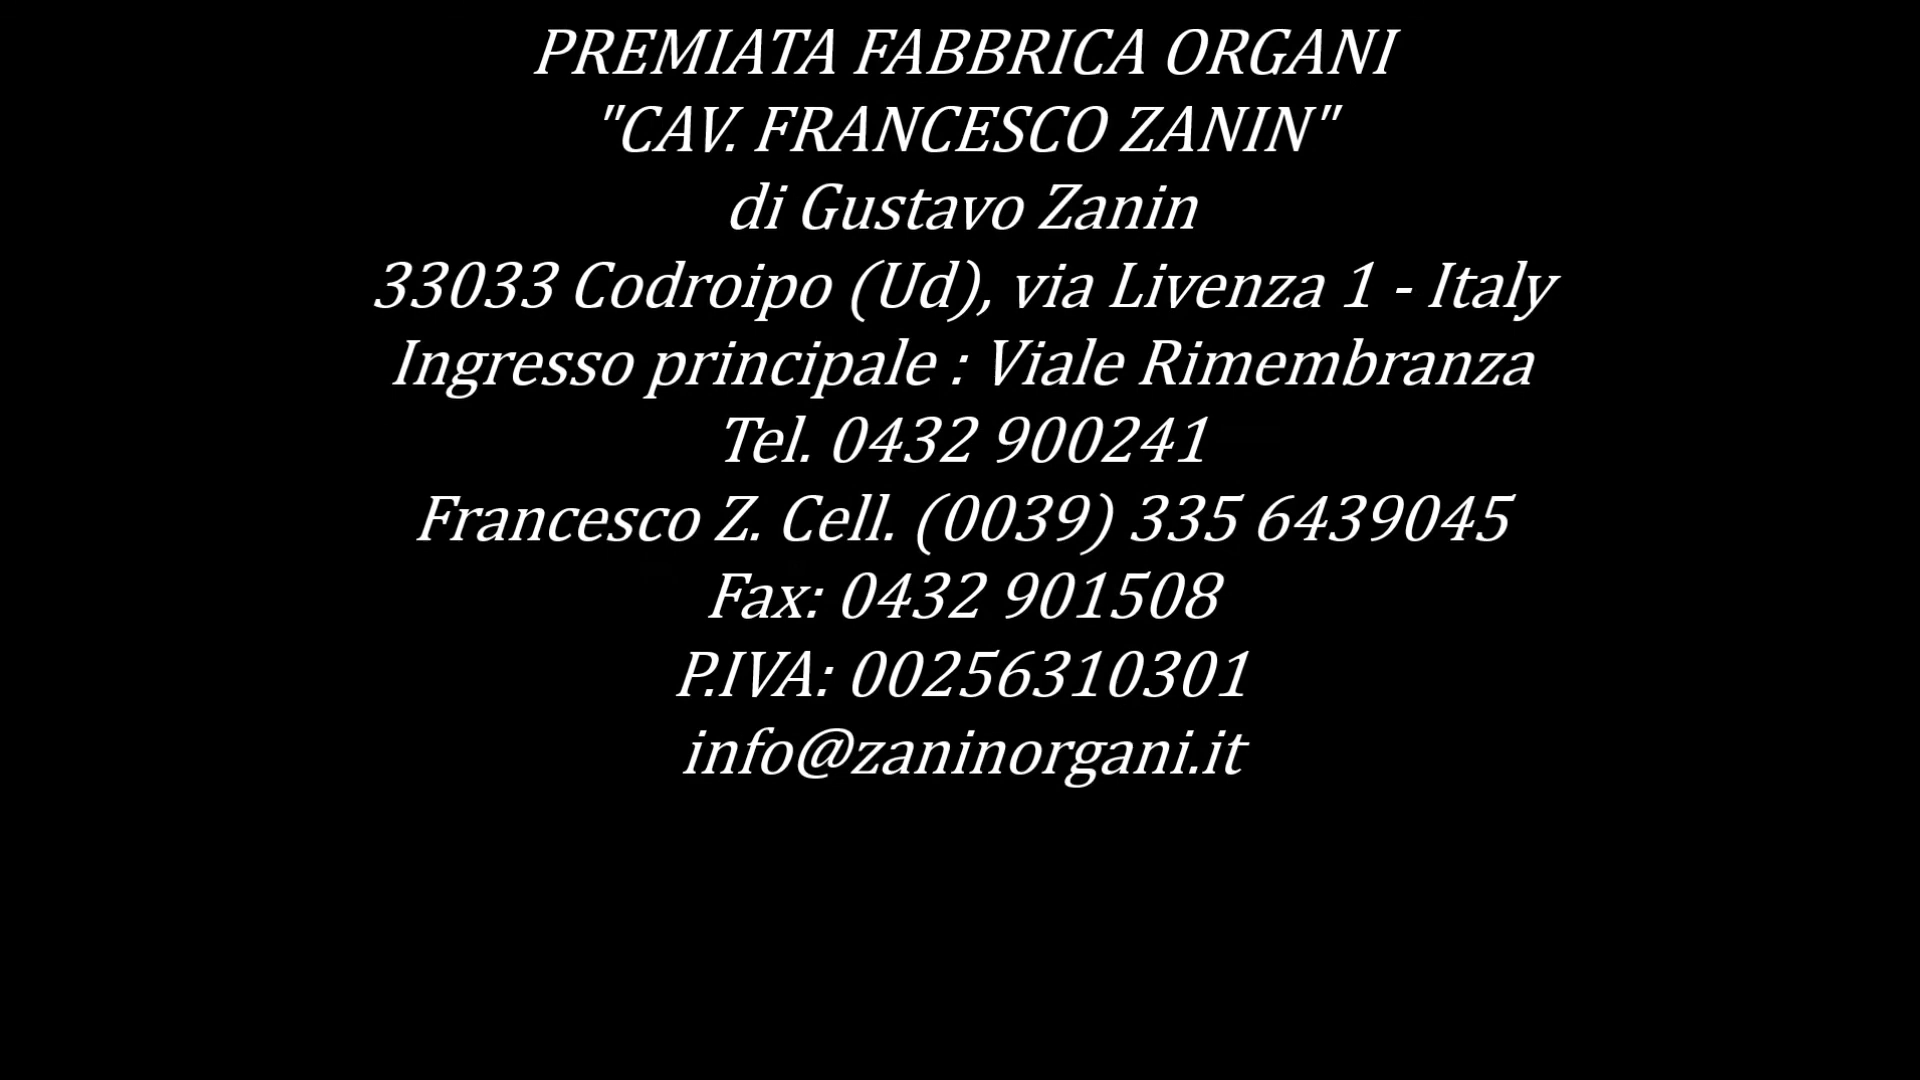 PREMIATA FABBRICA ORGANI
"CAV. FRANCESCO ZANIN"
di Gustavo Zanin
33033 Codroipo (Ud), via Livenza 1 - Italy
Ingresso principale : Viale Rimembranza
Tel. 0432 900241
Francesco Z. Cell. (0039) 335 6439045
Fax: 0432 901508
P.IVA: 00256310301
info@zaninorgani.it